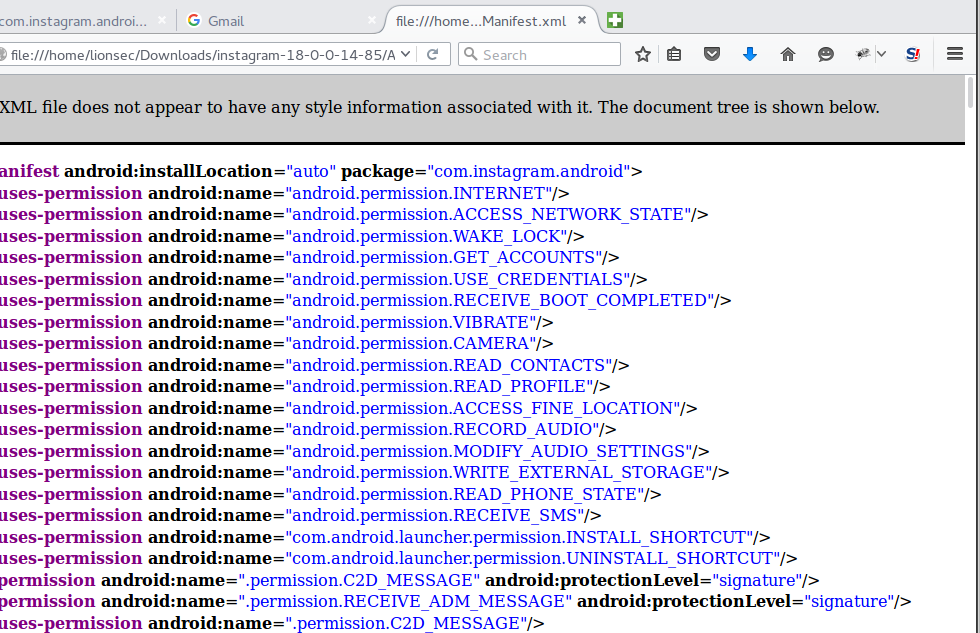 com.instagram.androi...
Gmail
file:///home...Manifest.xml
file:///home/lionsec/Downloads/instagram-18-0-0-14-85/A
Search
XML file does not appear to have any style information associated with it. The document tree is shown below.
anifest android:installLocation="auto" package="com.instagram.android">
uses-permission android:name="android.permission.INTERNET"/>
uses-permission android:name="android.permission.ACCESS_NETWORK_STATE"/>
uses-permission android:name="android.permission.WAKE_LOCK"/>
uses-permission android:name="android.permission.GET_ACCOUNTS"/>
uses-permission android:name="android.permission.USE_CREDENTIALS"/>
uses-permission android:name="android.permission.RECEIVE_BOOT_COMPLETED"/>
uses-permission android:name="android.permission.VIBRATE"/>
uses-permission android:name="android.permission.CAMERA"/>
uses-permission android:name="android.permission.READ_CONTACTS"/>
uses-permission android:name="android.permission.READ_PROFILE"/>
uses-permission android:name="android.permission.ACCESS_FINE_LOCATION"/>
uses-permission android:name="android.permission.RECORD_AUDIO"/>
uses-permission android:name="android.permission.MODIFY_AUDIO_SETTINGS"/>
uses-permission android:name="android.permission.WRITE_EXTERNAL_STORAGE"/>
uses-permission android:name="android.permission.READ_PHONE_STATE"/>
uses-permission android:name="android.permission.RECEIVE_SMS"/>
uses-permission android:name="com.android.launcher.permission.INSTALL_SHORTCUT"/>
uses-permission android:name="com.android.launcher.permission.UNINSTALL_SHORTCUT"/>
permission android:name=".permission.C2D_MESSAGE" android:protectionLevel="signature"/>
permission android:name=".permission.RECEIVE_ADM_MESSAGE" android:protectionLevel="signature"/>
uses-permission android:name=".permission.C2D_MESSAGE"/>